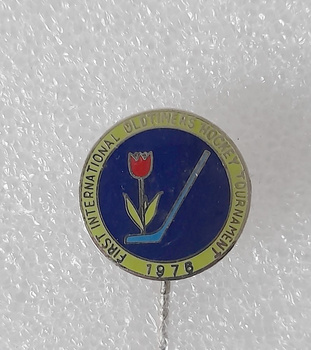 FIRST INTERNATIONAL OLDTIMERS HOCKEY TOURNAMENT
1976